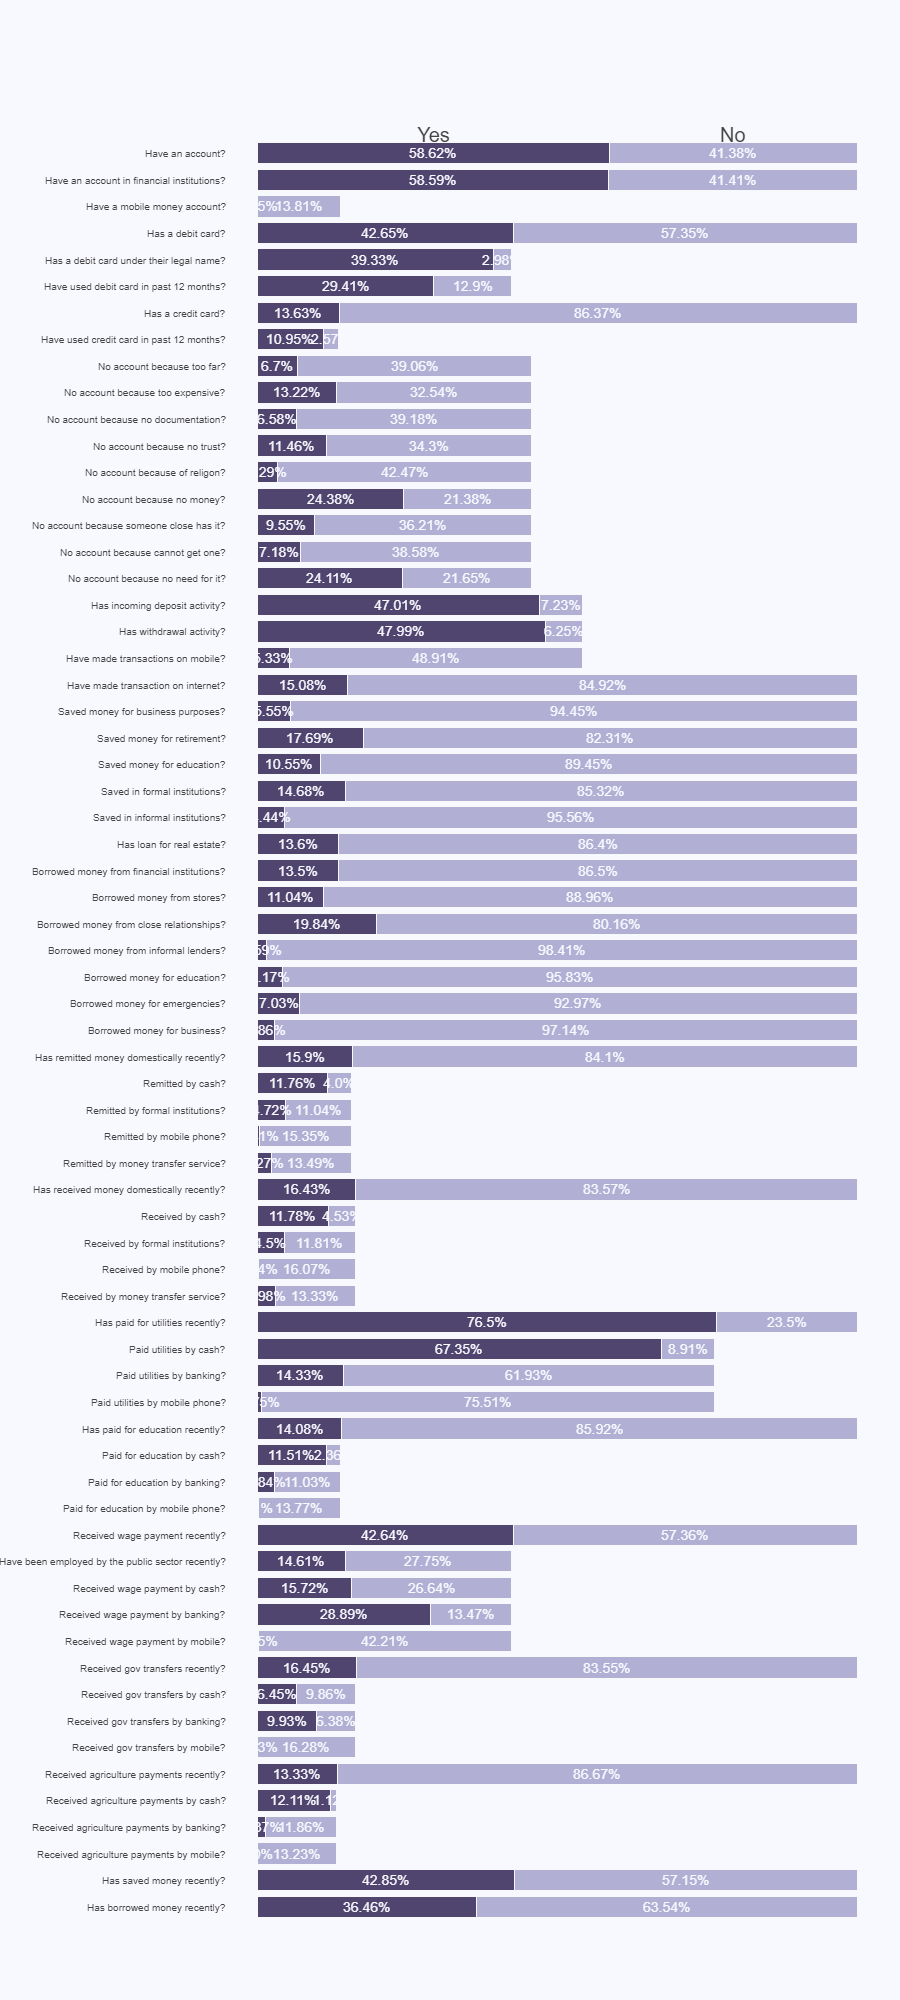 Yes No
Have an account? 58.62% 41.38%
Have an account in financial institutions? 58.59% 41.41%
Have a mobile money account? 5% 13.81%
Has a debit card? 42.65% 57.35%
Has a debit card under their legal name? 39.33% 2.98
Have used debit card in past 12 months? 29.41% 12.9%
Has a credit card? 13.63% 86.37%
Have used credit card in past 12 months? 10.95% 2.57
No account because too far? 6.7% 39.06%
No account because too expensive? 13.22% 32.54%
No account because no documentation? 6.58% 39.18%
No account because no trust? 11.46% 34.3%
No account because of religon? 29% 42.47%
No account because no money? 24.38% 21.38%
No account because someone close has it? 9.55% 36.21%
No account because cannot get one? 7.18% 38.58%
No account because no need for it? 24.11% 21.65%
Has incoming deposit activity? 47.01% 7.23%
Has withdrawal activity? 47.99% 6.25%
Have made transactions on mobile? 5.33% 48.91%
Have made transaction on internet? 15.08% 84.92%
Saved money for business purposes? 5.55% 94.45%
Saved money for retirement? 17.69% 82.31%
Saved money for education? 10.55% 89.45%
Saved in formal institutions? 14.68% 85.32%
Saved in informal institutions? .44% 95.56%
Has loan for real estate? 13.6% 86.4%
Borrowed money from financial institutions? 13.5% 86.5%
Borrowed money from stores? 11.04% 88.96%
Borrowed money from close relationships? 19.84% 80.16%
Borrowed money from informal lenders? 59% 98.41%
Borrowed money for education? .17% 95.83%
Borrowed money for emergencies? 7.03% 92.97%
Borrowed money for business? 86% 97.14%
Has remitted money domestically recently? 15.9% 84.1%
Remitted by cash? 11.76% 4.0%
Remitted by formal institutions? 4.72% 11.04%
Remitted by mobile phone? 1% 15.35%
Remitted by money transfer service? 27% 13.49%
Has received money domestically recently? 16.43% 83.57%
Received by cash? 11.78% 4.53%
Received by formal institutions? 4.5% 11.81%
Received by mobile phone? 4% 16.07%
Received by money transfer service? 98% 13.33%
Has paid for utilities recently? 76.5% 23.5%
Paid utilities by cash? 67.35% 8.91%
Paid utilities by banking? 14.33% 61.93%
Paid utilities by mobile phone? 75% 75.51%
Has paid for education recently? 14.08% 85.92%
Paid for education by cash? 11.51% 2.36
Paid for education by banking? 84% 11.03%
Paid for education by mobile phone? % 13.77%
Received wage payment recently? 42.64% 57.36%
Have been employed by the public sector recently? 14.61% 27.75%
Received wage payment by cash? 15.72% 26.64%
Received wage payment by banking? 28.89% 13.47%
Received wage payment by mobile? 5% 42.21%
Received gov transfers recently? 16.45% 83.55%
Received gov transfers by cash? 6.45% 9.86%
Received gov transfers by banking? 9.93% 6.38%
Received gov transfers by mobile? 3% 16.28%
Received agriculture payments recently? 13.33% 86.67%
Received agriculture payments by cash? 12.11% 1.12
Received agriculture payments by banking? 37% 11.86%
Received agriculture payments by mobile? 13.23%
Has saved money recently? 42.85% 57.15%
Has borrowed money recently? 36.46% 63.54%